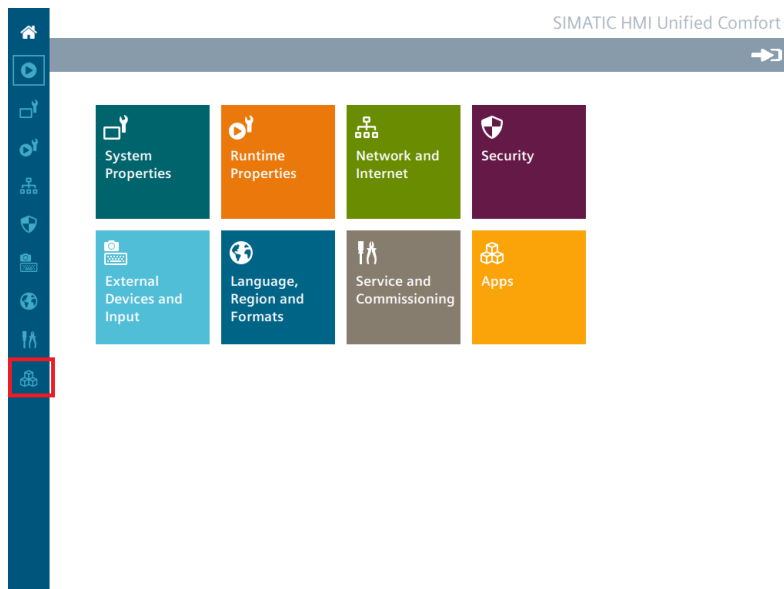 SIMATIC HMI Unified Comfort
System
Properties
Runtime
Properties
Network and
Internet
Security
External
Devices and
Input
Language,
Region and
Formats
Service and
Commissioning
Apps